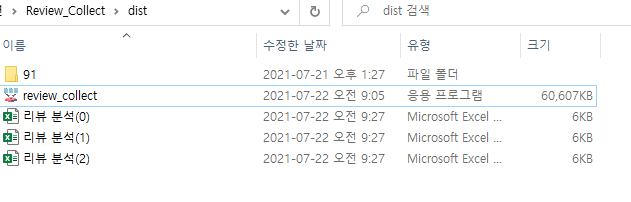 Review_Collect › dist
dist 검색
이름 수정한 날짜 유형 크기
91 2021-07-21 오후 1:27 파일 폴더
review_collect 2021-07-22 오전 9:05 응용 프로그램 60,607KB
리뷰 분석(0) 2021-07-22 오전 9:27 Microsoft Excel ... 6KB
리뷰 분석(1) 2021-07-22 오전 9:27 Microsoft Excel ... 6KB
리뷰 분석(2) 2021-07-22 오전 9:27 Microsoft Excel ... 6KB